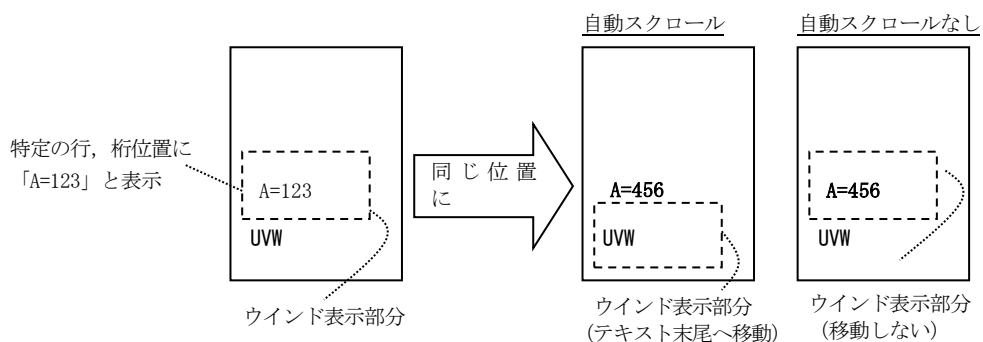 自動スクロール
自動スクロールなし
特定の行，桁位置に
「A=123」と表示
A=123
UVW
ウインド表示部分
同じ位置
に
A=456
UVW
ウインド表示部分
（テキスト末尾へ移動）
A=456
UVW
ウインド表示部分
（移動しない）